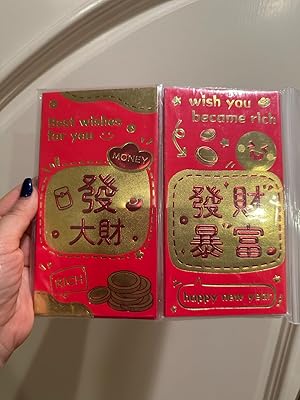 Best wishes
for you
MONEY
發
大財
RICH
wish you
became rich
發財
暴富
happy new year